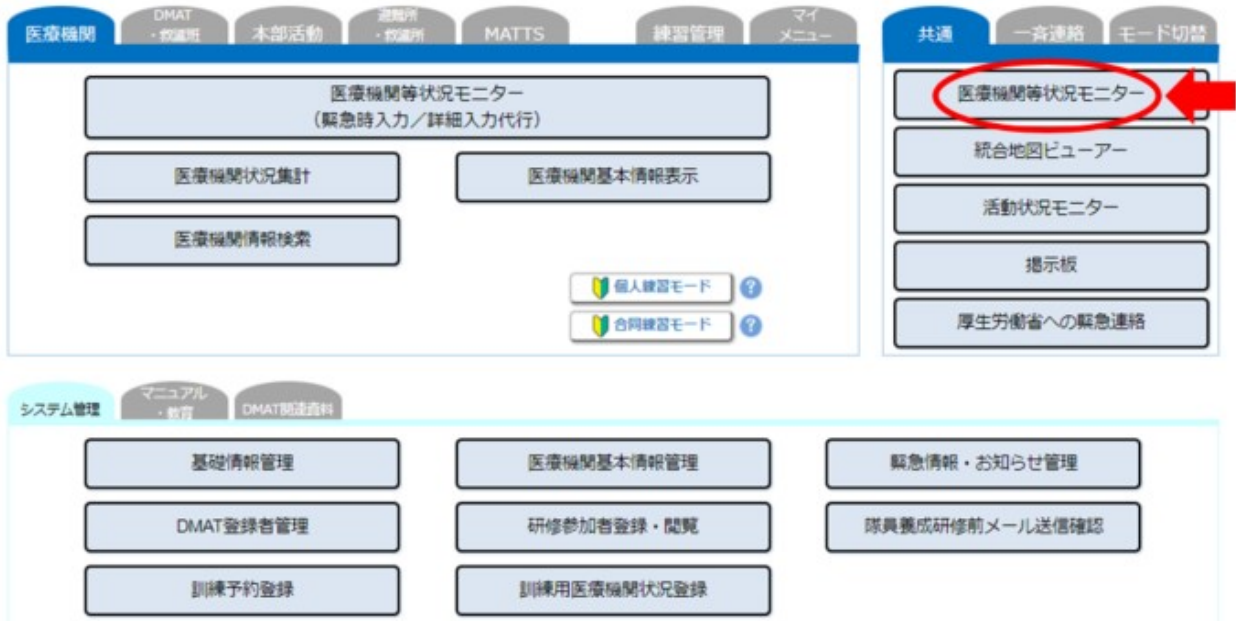 医療機関
DMAT
・救護班
本部活動
避難所
・救護所
MATTS
練習管理
マイ
メニュー
共通
一斉連絡
モード切替
医療機関等状況モニター
（緊急時入力／詳細入力代行）
医療機関状況集計
医療機関基本情報表示
医療機関情報検索
個人練習モード ?
合同練習モード ?
医療機関等状況モニター
統合地図ビューアー
活動状況モニター
掲示板
厚生労働省への緊急連絡
システム管理
マニュアル
・教育
DMAT関連資料
基礎情報管理
医療機関基本情報管理
緊急情報・お知らせ管理
DMAT登録者管理
研修参加者登録・閲覧
隊員養成研修前メール送信確認
訓練予約登録
訓練用医療機関状況登録